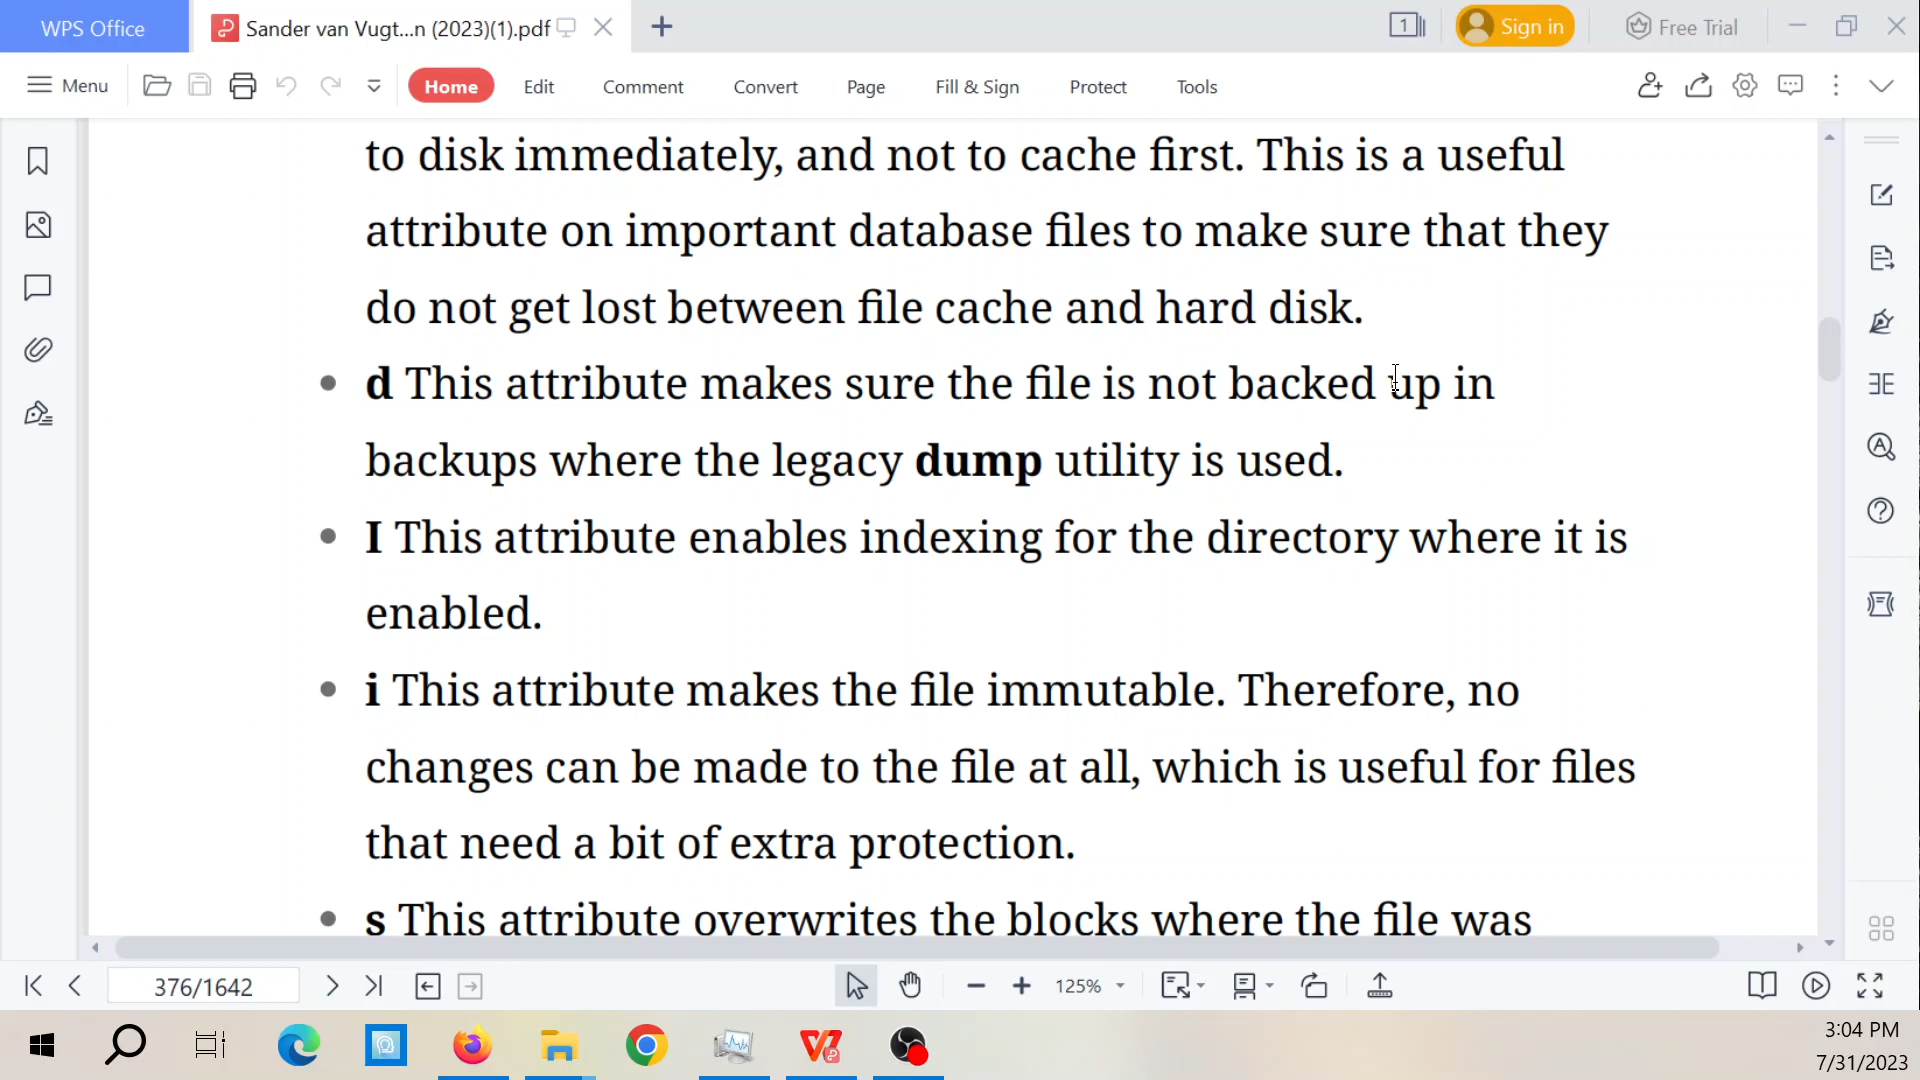 WPS Office
Sander van Vugt...n (2023)(1).pdf
1
Sign in
Free Trial
Menu
Home
Edit
Comment
Convert
Page
Fill & Sign
Protect
Tools
to disk immediately, and not to cache first. This is a useful
attribute on important database files to make sure that they
do not get lost between file cache and hard disk.
• d This attribute makes sure the file is not backed up in
backups where the legacy dump utility is used.
• I This attribute enables indexing for the directory where it is
enabled.
• i This attribute makes the file immutable. Therefore, no
changes can be made to the file at all, which is useful for files
that need a bit of extra protection.
• s This attribute overwrites the blocks where the file was
376/1642
125%
3:04 PM
7/31/2023